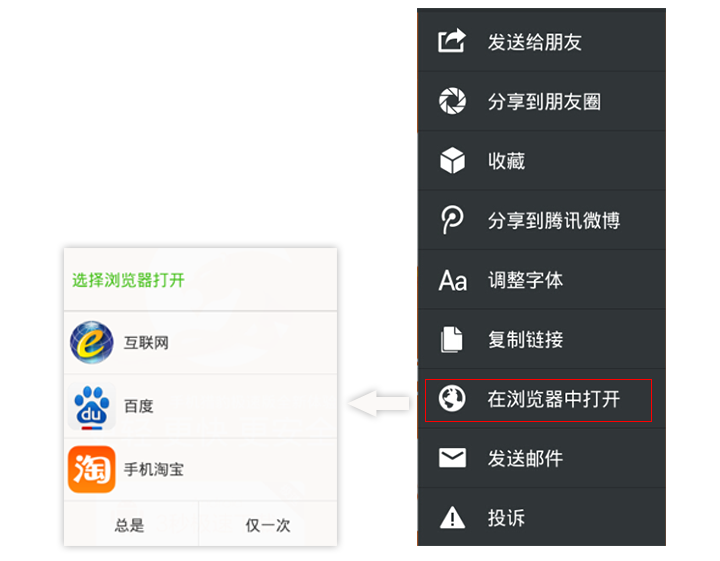 发送给朋友
分享到朋友圈
收藏
分享到腾讯微博
Aa 调整字体
复制链接
在浏览器中打开
发送邮件
投诉
选择浏览器打开
互联网
du 百度
淘 手机淘宝
总是 仅一次